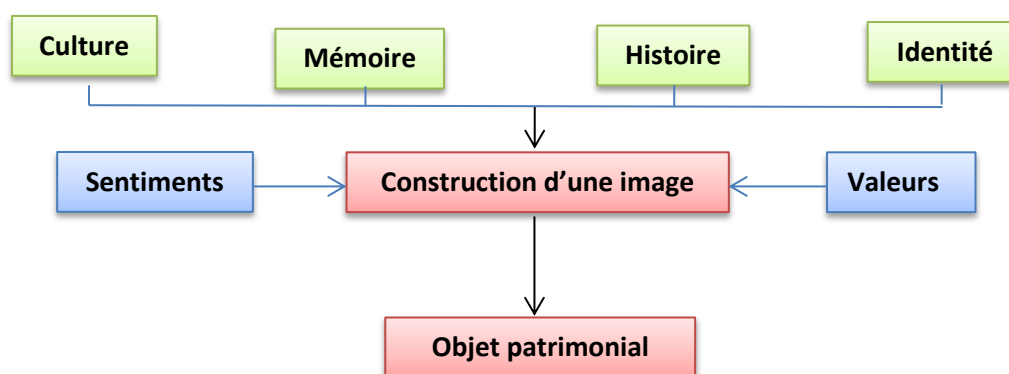 Culture
Mémoire
Histoire
Identité
Sentiments
Construction d’une image
Valeurs
Objet patrimonial